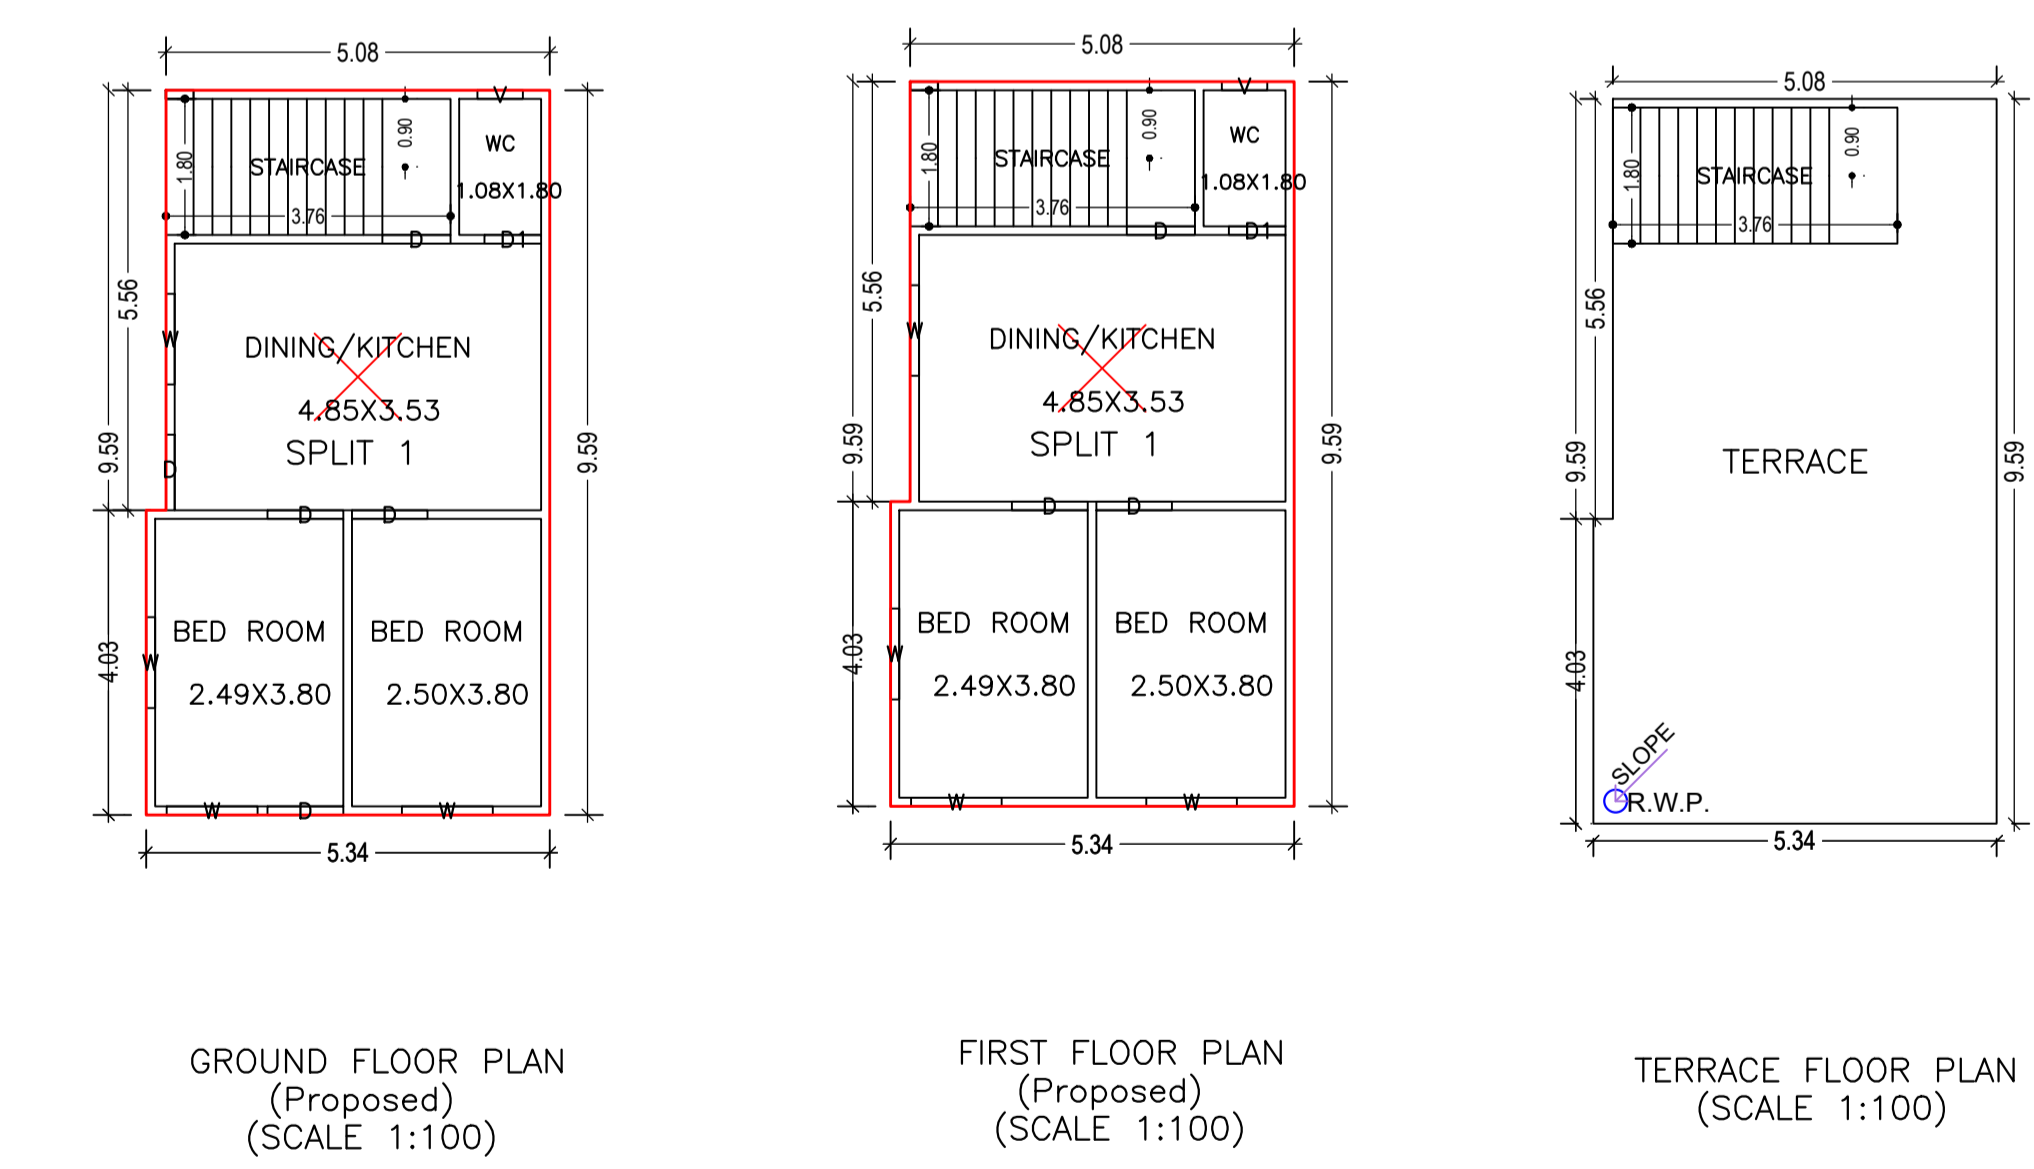 5.08
V
0.90
WC
1.80
STAIRCASE
1.08X1.80
3.76
D
D1
5.56
W
DINING/KITCHEN
4.85X3.53
SPLIT 1
9.59
9.59
D
D
D
BED ROOM
BED ROOM
4.03
W
2.49X3.80
2.50X3.80
W
D
W
5.34
GROUND FLOOR PLAN
(Proposed)
(SCALE 1:100)
5.08
V
0.90
WC
1.80
STAIRCASE
1.08X1.80
3.76
D
D1
5.56
W
DINING/KITCHEN
4.85X3.53
SPLIT 1
9.59
9.59
D
D
BED ROOM
BED ROOM
4.03
W
2.49X3.80
2.50X3.80
W
W
5.34
FIRST FLOOR PLAN
(Proposed)
(SCALE 1:100)
5.08
0.90
1.80
STAIRCASE
3.76
5.56
TERRACE
9.59
9.59
4.03
SLOPE
R.W.P.
5.34
TERRACE FLOOR PLAN
(SCALE 1:100)